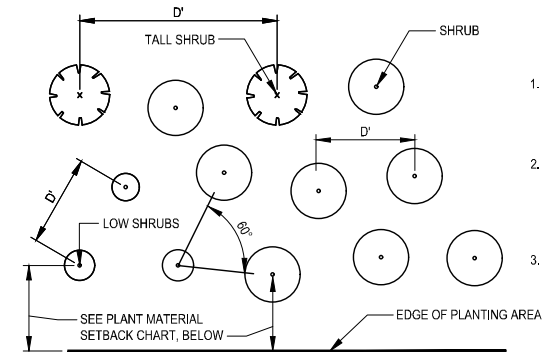 D'
TALL SHRUB
SHRUB
1.
D'
2.
D'
LOW SHRUBS
60°
3.
SEE PLANT MATERIAL
SETBACK CHART, BELOW
EDGE OF PLANTING AREA